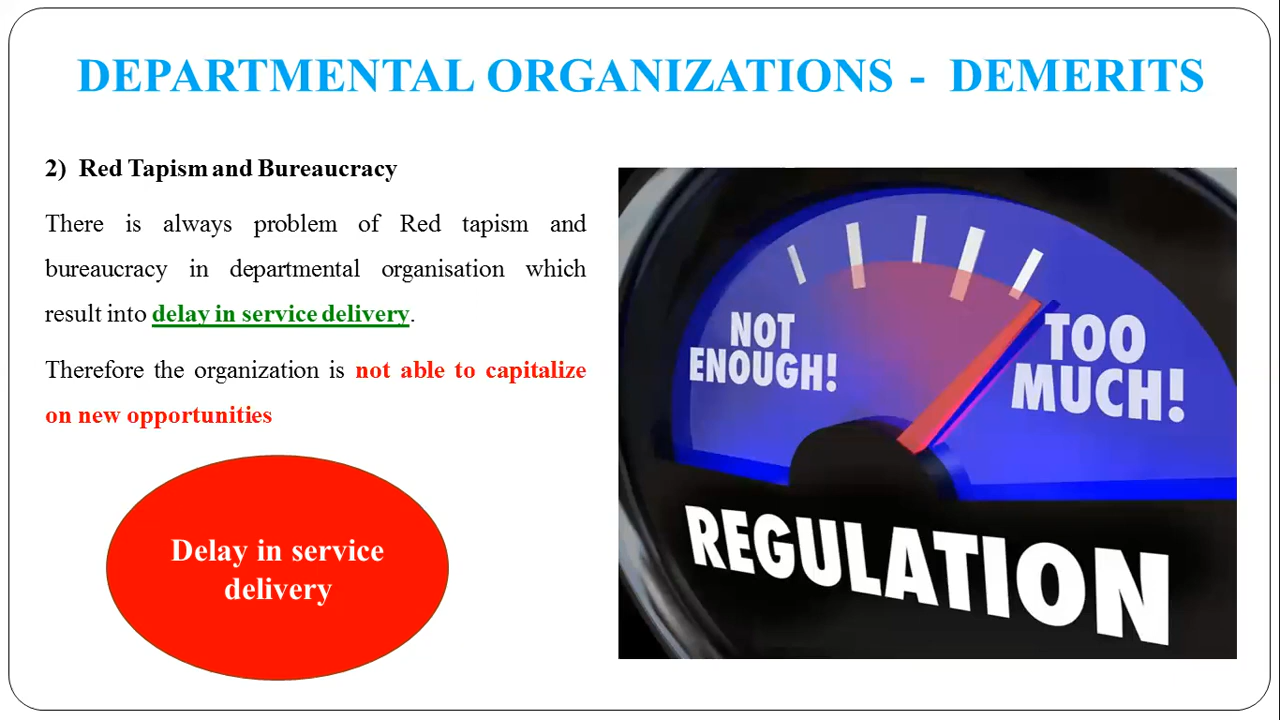 DEPARTMENTAL ORGANIZATIONS - DEMERITS
2) Red Tapism and Bureaucracy
There is always problem of Red tapism and
bureaucracy in departmental organisation which
result into delay in service delivery.
Therefore the organization is not able to capitalize
on new opportunities
Delay in service
delivery
NOT
ENOUGH!
TOO
MUCH!
REGULATION